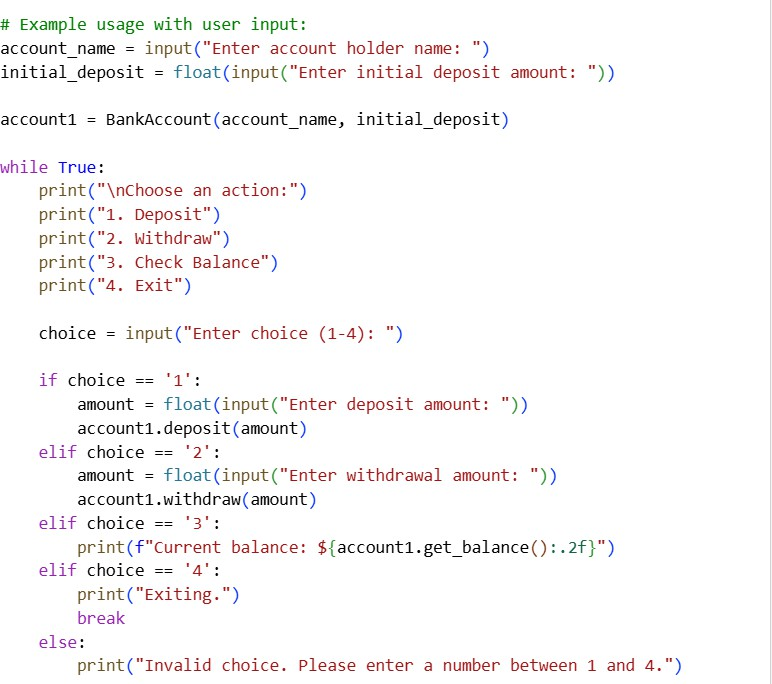 # Example usage with user input:
account_name = input("Enter account holder name: ")
initial_deposit = float(input("Enter initial deposit amount: "))

account1 = BankAccount(account_name, initial_deposit)

while True:
    print("\nChoose an action:")
    print("1. Deposit")
    print("2. Withdraw")
    print("3. Check Balance")
    print("4. Exit")

    choice = input("Enter choice (1-4): ")

    if choice == '1':
        amount = float(input("Enter deposit amount: "))
        account1.deposit(amount)
    elif choice == '2':
        amount = float(input("Enter withdrawal amount: "))
        account1.withdraw(amount)
    elif choice == '3':
        print(f"Current balance: ${account1.get_balance():.2f}")
    elif choice == '4':
        print("Exiting.")
        break
    else:
        print("Invalid choice. Please enter a number between 1 and 4.")